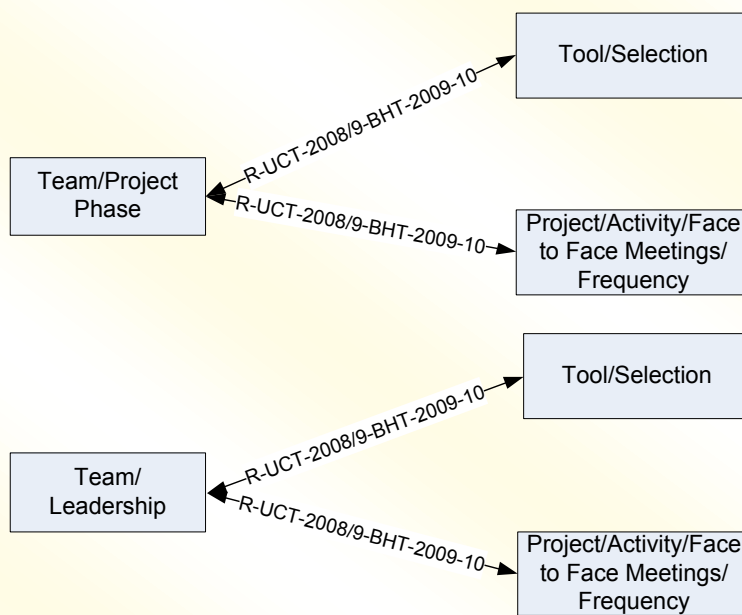 Tool/Selection
R-UCT-2008/9-BHT-2009-10
Team/Project
Phase
R-UCT-2008/9-BHT-2009-10
Project/Activity/Face
to Face Meetings/
Frequency
Tool/Selection
R-UCT-2008/9-BHT-2009-10
Team/
Leadership
R-UCT-2008/9-BHT-2009-10
Project/Activity/Face
to Face Meetings/
Frequency